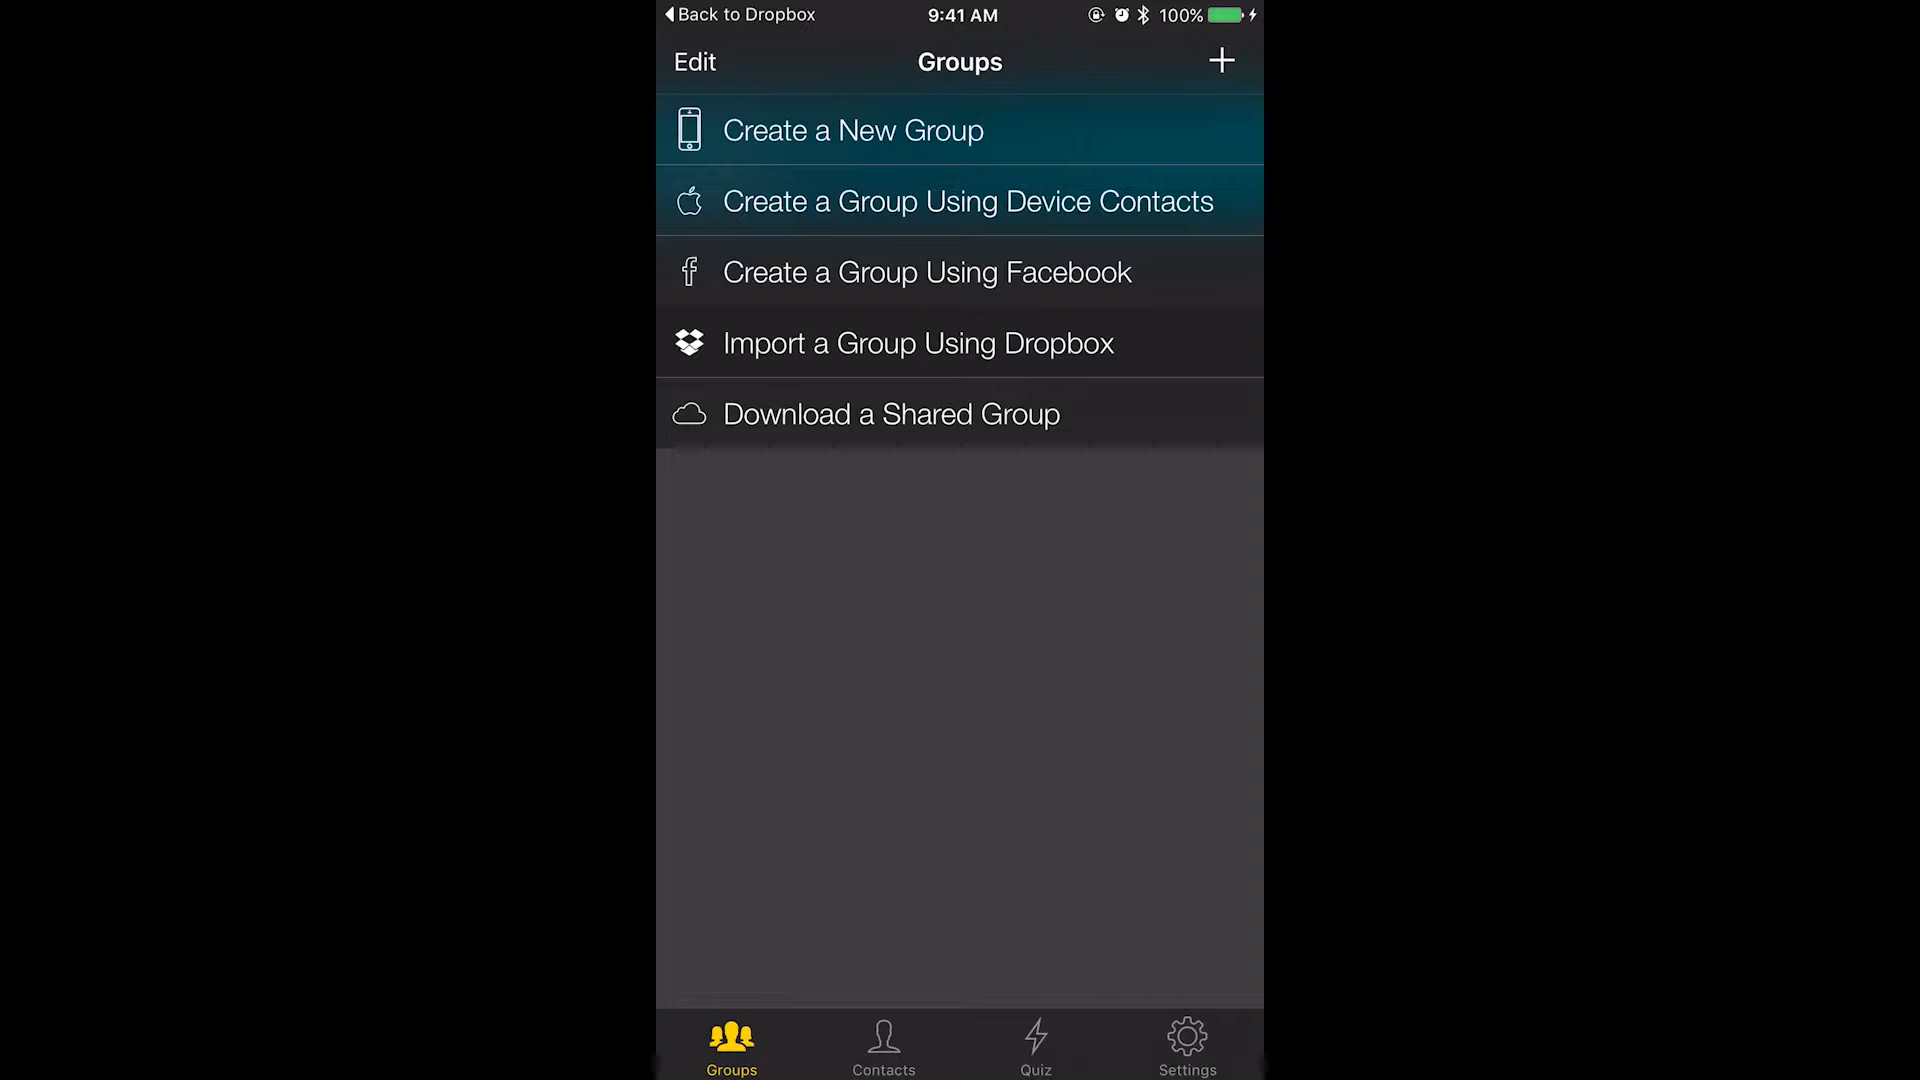 Back to Dropbox
9:41 AM
100%
Edit
Groups
Create a New Group
Create a Group Using Device Contacts
Create a Group Using Facebook
Import a Group Using Dropbox
Download a Shared Group
Groups
Contacts
Quiz
Settings